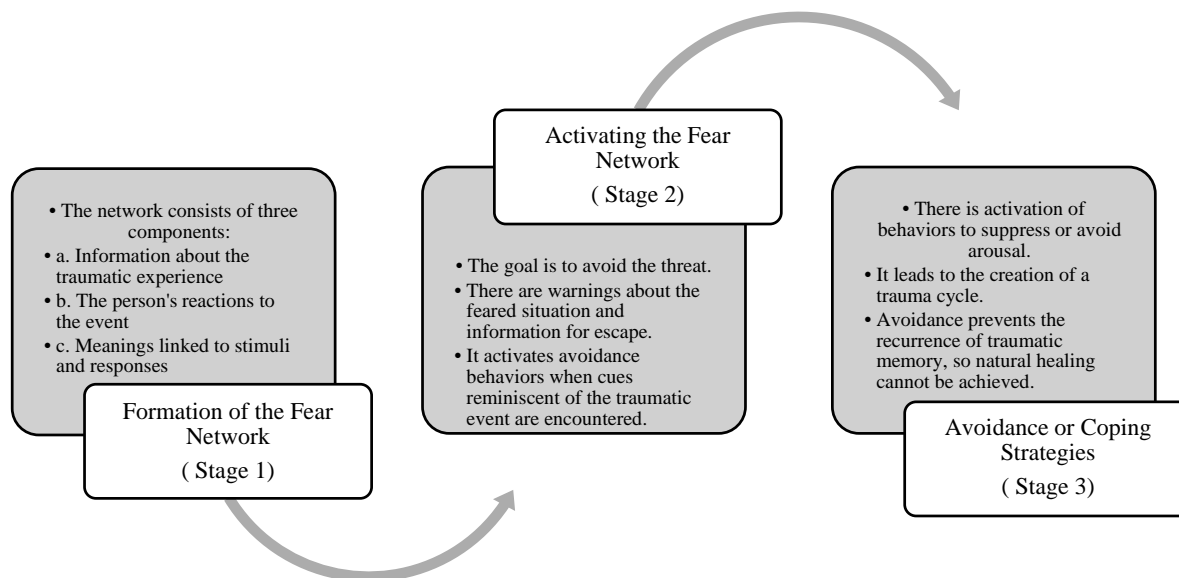 • The network consists of three
components:
• a. Information about the
traumatic experience
• b. The person's reactions to
the event
• c. Meanings linked to stimuli
and responses
Formation of the Fear
Network
( Stage 1)
Activating the Fear
Network
( Stage 2)
• The goal is to avoid the threat.
• There are warnings about the
feared situation and
information for escape.
• It activates avoidance
behaviors when cues
reminiscent of the traumatic
event are encountered.
• There is activation of
behaviors to suppress or avoid
arousal.
• It leads to the creation of a
trauma cycle.
• Avoidance prevents the
recurrence of traumatic
memory, so natural healing
cannot be achieved.
Avoidance or Coping
Strategies
( Stage 3)